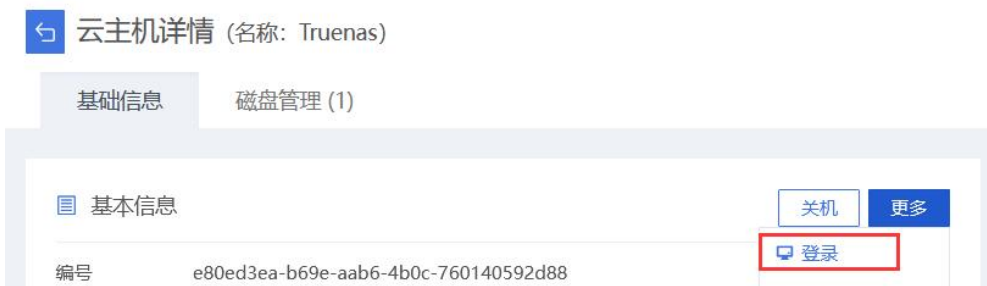 云主机详情（名称：Truenas）
基础信息 磁盘管理 (1)
基本信息 关机 更多
登录
编号 e80ed3ea-b69e-aab6-4b0c-760140592d88